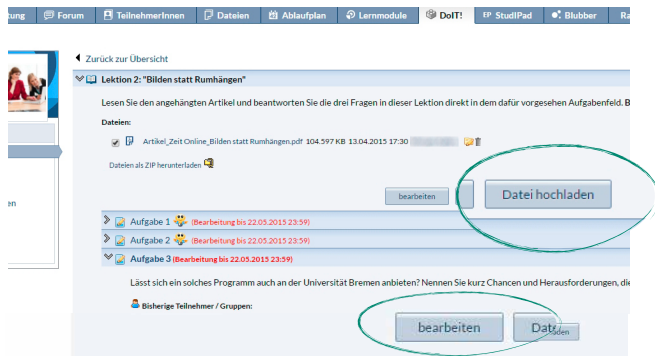 tung Forum TeilnehmerInnen Dateien Ablaufplan Lernmodule DoIT! EP StudIPad Blubber Ra
Zurück zur Übersicht
Lektion 2: "Bilden statt Rumhängen"
Lesen Sie den angehängten Artikel und beantworten Sie die drei Fragen in dieser Lektion direkt in dem dafür vorgesehen Aufgabenfeld. B
Dateien:
Artikel_Zeit Online_Bilden statt Rumhängen.pdf 104.597 KB 13.04.2015 17:30
Dateien als ZIP herunterladen
bearbeiten Datei hochladen
en
Aufgabe 1 (Bearbeitung bis 22.05.2015 23:59)
Aufgabe 2 (Bearbeitung bis 22.05.2015 23:59)
Aufgabe 3 (Bearbeitung bis 22.05.2015 23:59)
Lässt sich ein solches Programm auch an der Universität Bremen anbieten? Nennen Sie kurz Chancen und Herausforderungen, die
Bisherige Teilnehmer / Gruppen:
bearbeiten Date laden